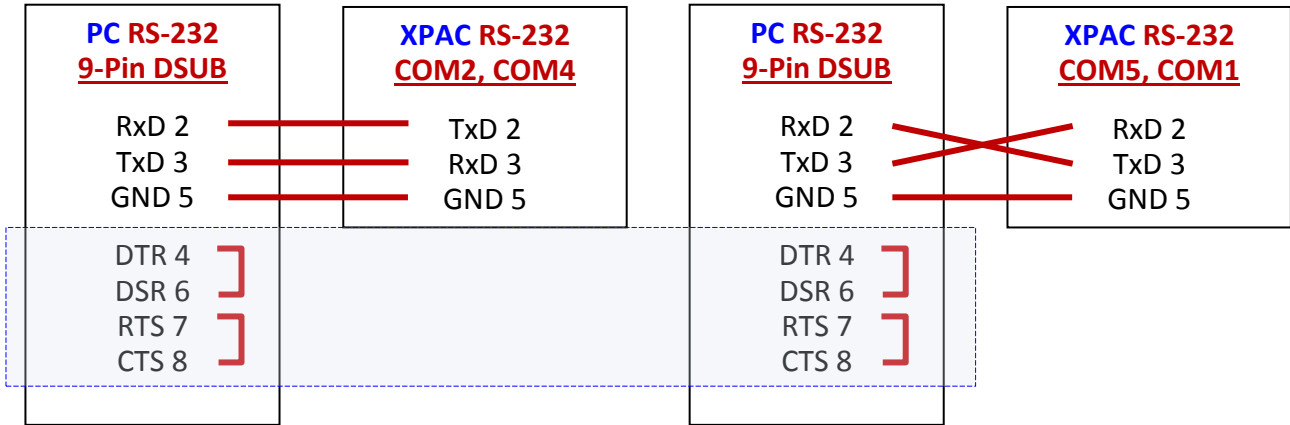 PC RS-232
9-Pin DSUB
RxD 2
TxD 3
GND 5
DTR 4
DSR 6
RTS 7
CTS 8
XPAC RS-232
COM2, COM4
TxD 2
RxD 3
GND 5
PC RS-232
9-Pin DSUB
RxD 2
TxD 3
GND 5
DTR 4
DSR 6
RTS 7
CTS 8
XPAC RS-232
COM5, COM1
RxD 2
TxD 3
GND 5